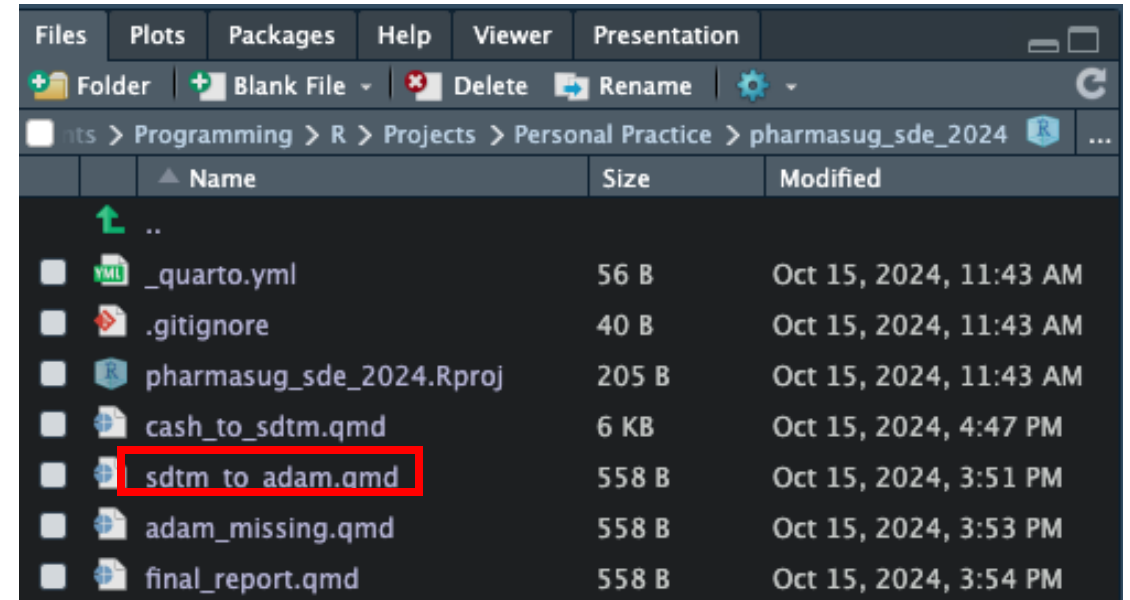 Files Plots Packages Help Viewer Presentation
Folder Blank File Delete Rename
nts > Programming > R > Projects > Personal Practice > pharmasug_sde_2024 R ...
Name Size Modified
..
YML _quarto.yml 56 B Oct 15, 2024, 11:43 AM
.gitignore 40 B Oct 15, 2024, 11:43 AM
R pharmasug_sde_2024.Rproj 205 B Oct 15, 2024, 11:43 AM
cash_to_sdtm.qmd 6 KB Oct 15, 2024, 4:47 PM
sdtm_to_adam.qmd 558 B Oct 15, 2024, 3:51 PM
adam_missing.qmd 558 B Oct 15, 2024, 3:53 PM
final_report.qmd 558 B Oct 15, 2024, 3:54 PM